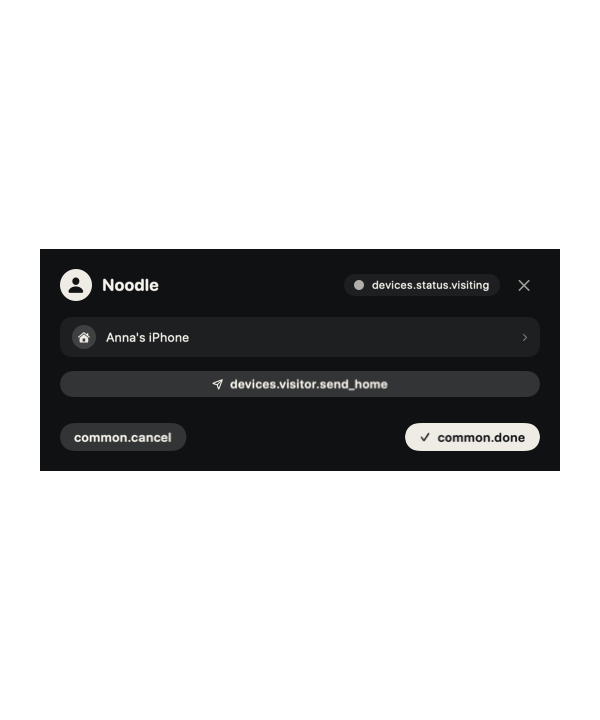 Noodle
devices.status.visiting
Anna's iPhone
devices.visitor.send_home
common.cancel
common.done